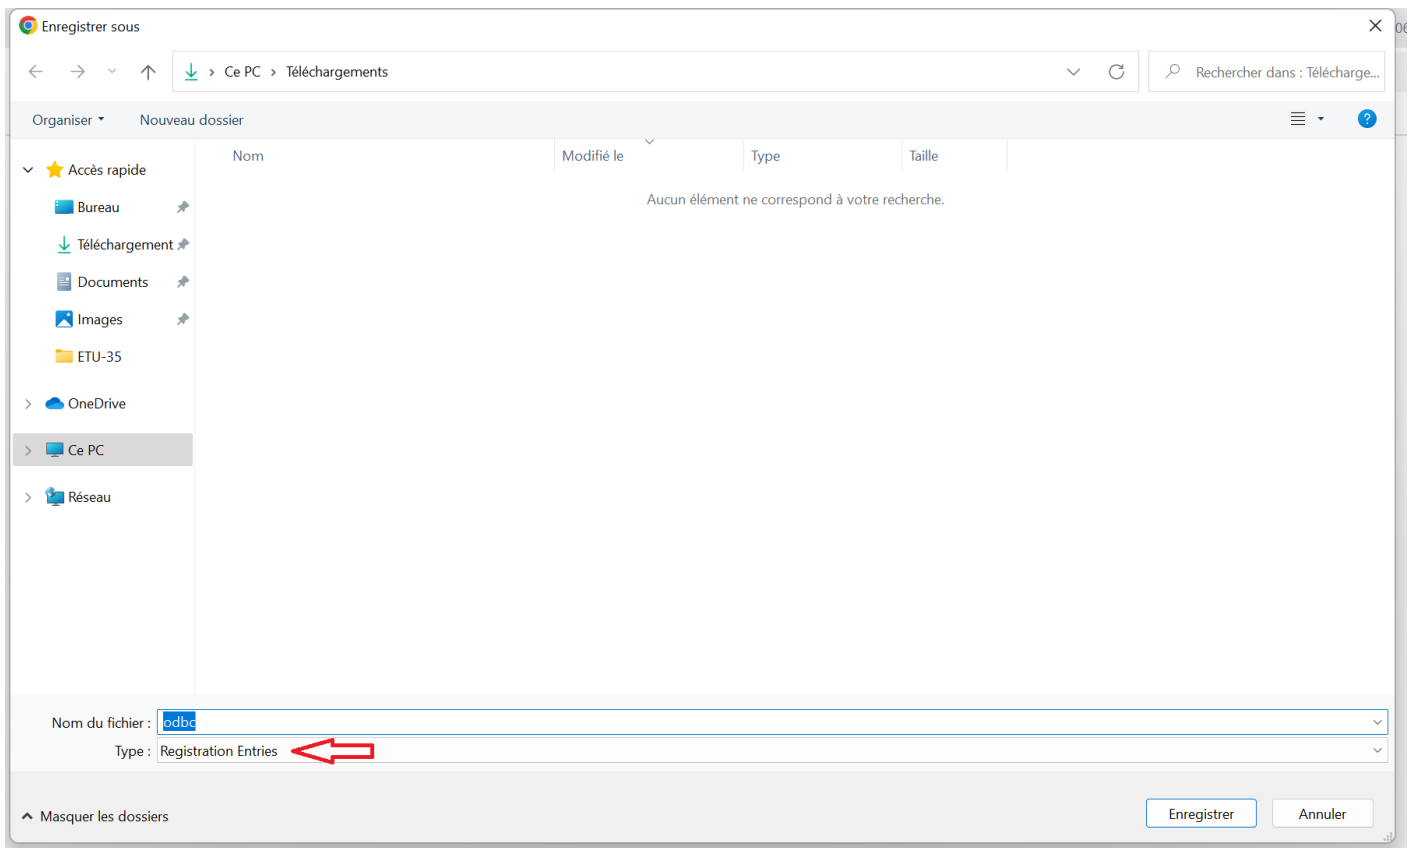 Enregistrer sous
06
Ce PC > Téléchargements
Rechercher dans : Télécharge...
Organiser
Nouveau dossier
?
Nom
Modifié le
Type
Taille
Aucun élément ne correspond à votre recherche.
Accès rapide
Bureau
Téléchargement
Documents
Images
ETU-35
OneDrive
Ce PC
Réseau
Nom du fichier : odbc
Type : Registration Entries
Masquer les dossiers
Enregistrer
Annuler